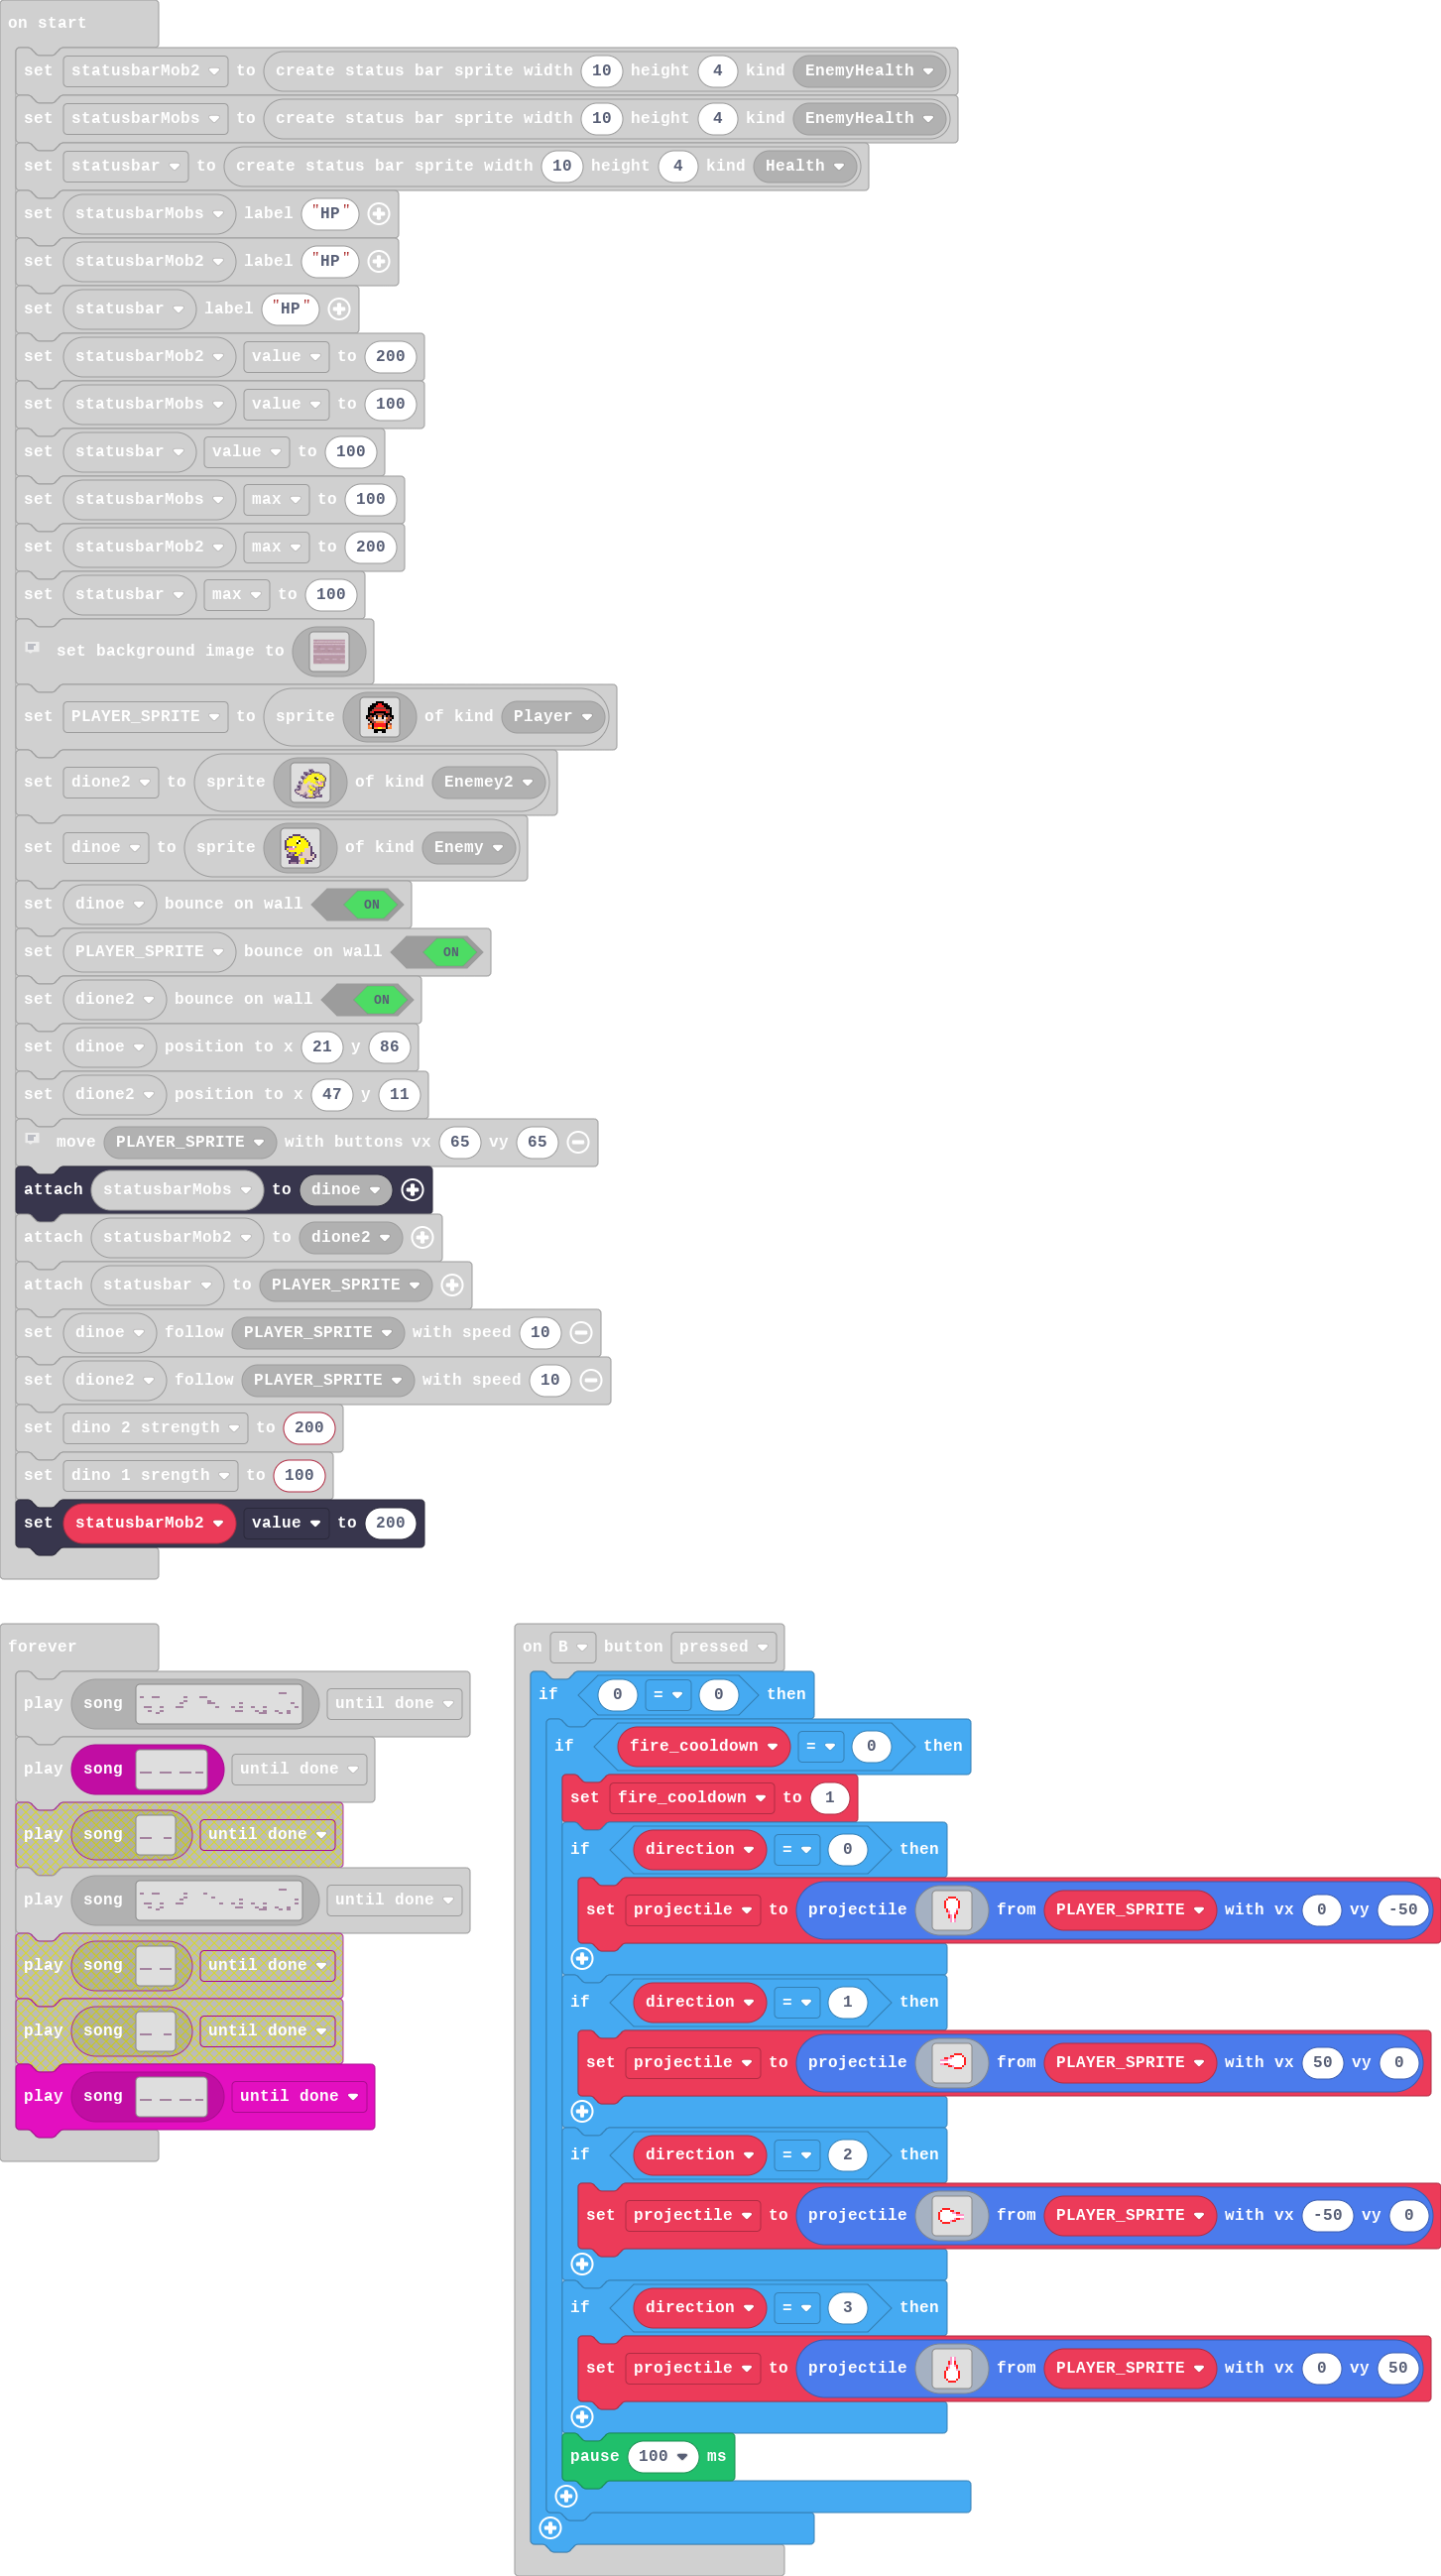 on start
set statusbarMob2 to create status bar sprite width 10 height 4 kind EnemyHealth
set statusbarMobs to create status bar sprite width 10 height 4 kind EnemyHealth
set statusbar to create status bar sprite width 10 height 4 kind Health
set statusbarMobs label "HP"
set statusbarMob2 label "HP"
set statusbar label "HP"
set statusbarMob2 value to 200
set statusbarMobs value to 100
set statusbar value to 100
set statusbarMobs max to 100
set statusbarMob2 max to 200
set statusbar max to 100
set background image to
set PLAYER_SPRITE to sprite of kind Player
set dione2 to sprite of kind Enemey2
set dinoe to sprite of kind Enemy
set dinoe bounce on wall ON
set PLAYER_SPRITE bounce on wall ON
set dione2 bounce on wall ON
set dinoe position to x 21 y 86
set dione2 position to x 47 y 11
move PLAYER_SPRITE with buttons vx 65 vy 65
attach statusbarMobs to dinoe
attach statusbarMob2 to dione2
attach statusbar to PLAYER_SPRITE
set dinoe follow PLAYER_SPRITE with speed 10
set dione2 follow PLAYER_SPRITE with speed 10
set dino 2 strength to 200
set dino 1 srength to 100
set statusbarMob2 value to 200
forever
play song until done
play song until done
play song until done
play song until done
play song until done
play song until done
play song until done
on B button pressed
if 0 = 0 then
if fire_cooldown = 0 then
set fire_cooldown to 1
if direction = 0 then
set projectile to projectile from PLAYER_SPRITE with vx 0 vy -50
if direction = 1 then
set projectile to projectile from PLAYER_SPRITE with vx 50 vy 0
if direction = 2 then
set projectile to projectile from PLAYER_SPRITE with vx -50 vy 0
if direction = 3 then
set projectile to projectile from PLAYER_SPRITE with vx 0 vy 50
pause 100 ms